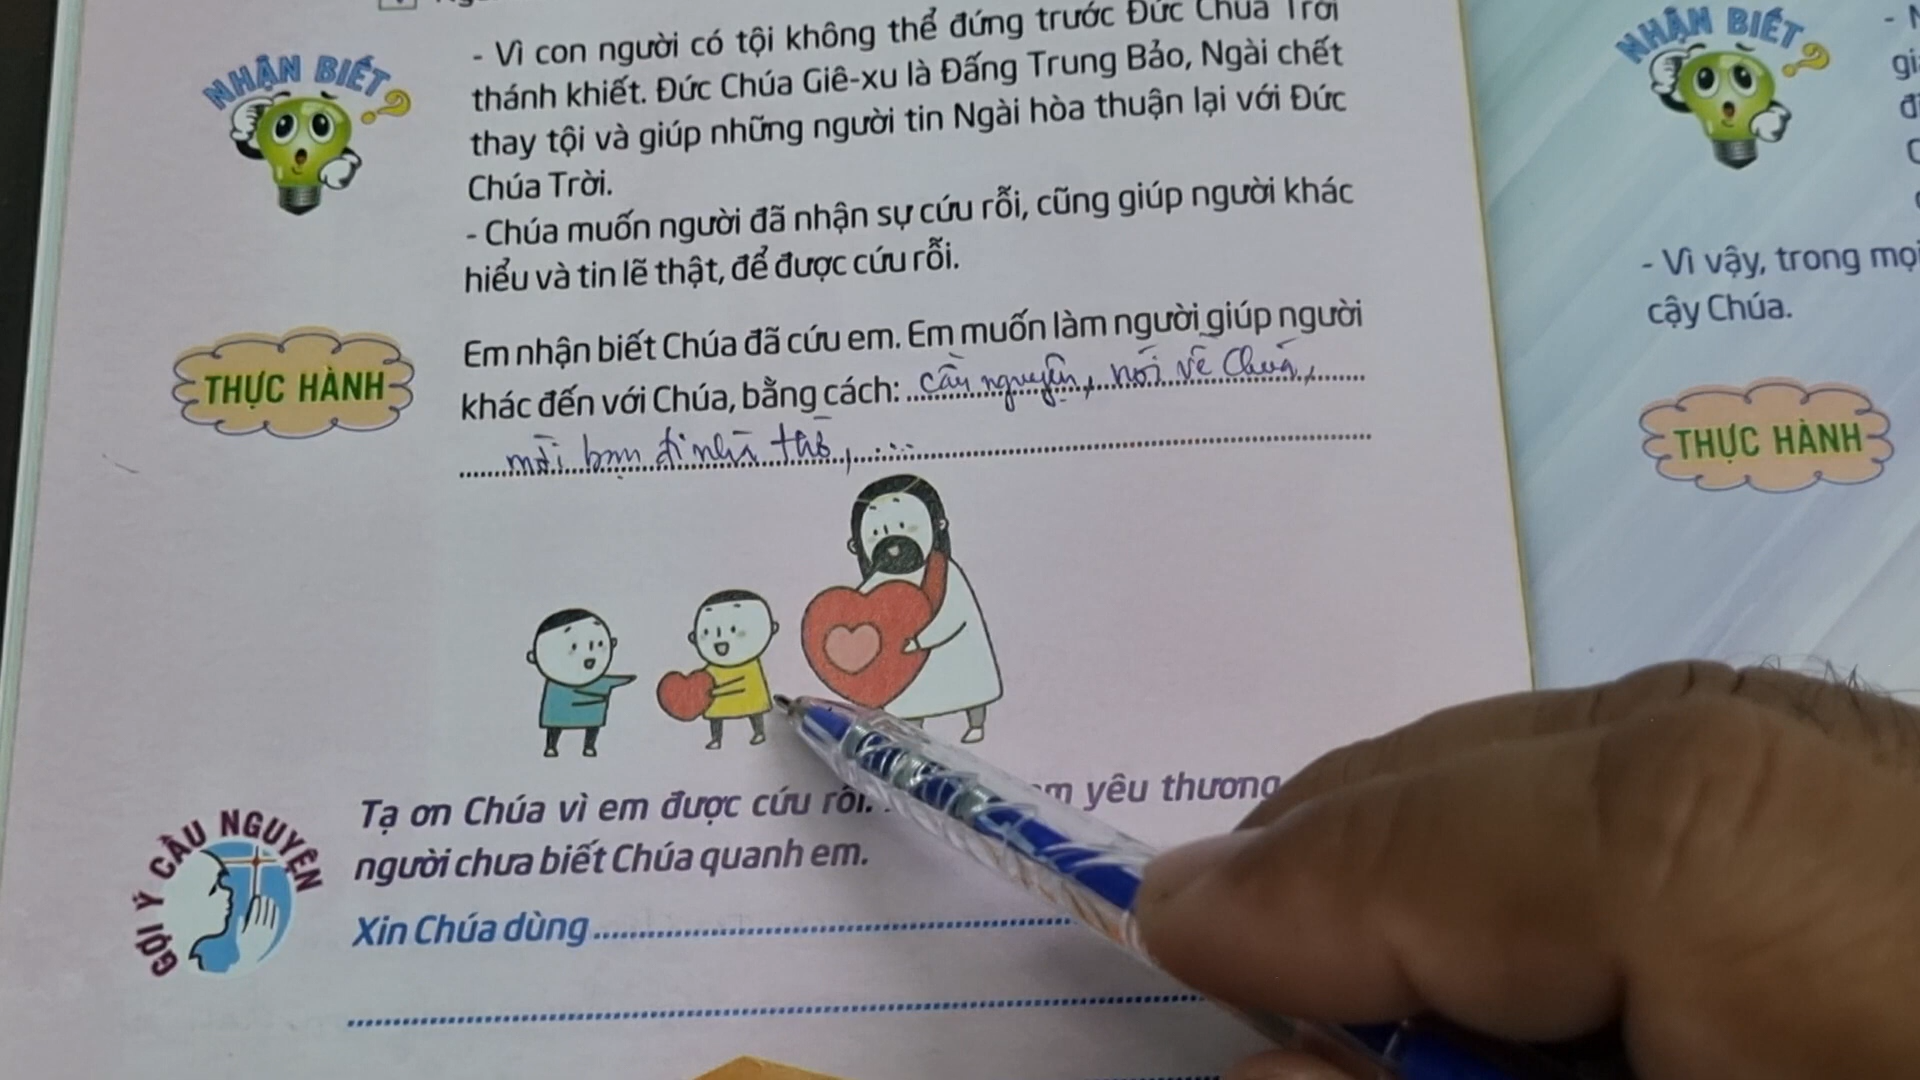 NHẬN BIẾT?
- Vì con người có tội không thể đứng trước Đức Chúa Trời
thánh khiết. Đức Chúa Giê-xu là Đấng Trung Bảo, Ngài chết
thay tội và giúp những người tin Ngài hòa thuận lại với Đức
Chúa Trời.
- Chúa muốn người đã nhận sự cứu rỗi, cũng giúp người khác
hiểu và tin lẽ thật, để được cứu rỗi.
THỰC HÀNH
Em nhận biết Chúa đã cứu em. Em muốn làm người giúp người
khác đến với Chúa, bằng cách: cầu nguyện, nói về Chúa,
mời bạn đi nhà thờ, ...
GỢI Ý CẦU NGUYỆN
Tạ ơn Chúa vì em được cứu rỗi. yêu thương
người chưa biết Chúa quanh em.
Xin Chúa dùng
NHẬN BIẾT?
- Vì vậy, trong mọi
cậy Chúa.
THỰC HÀNH